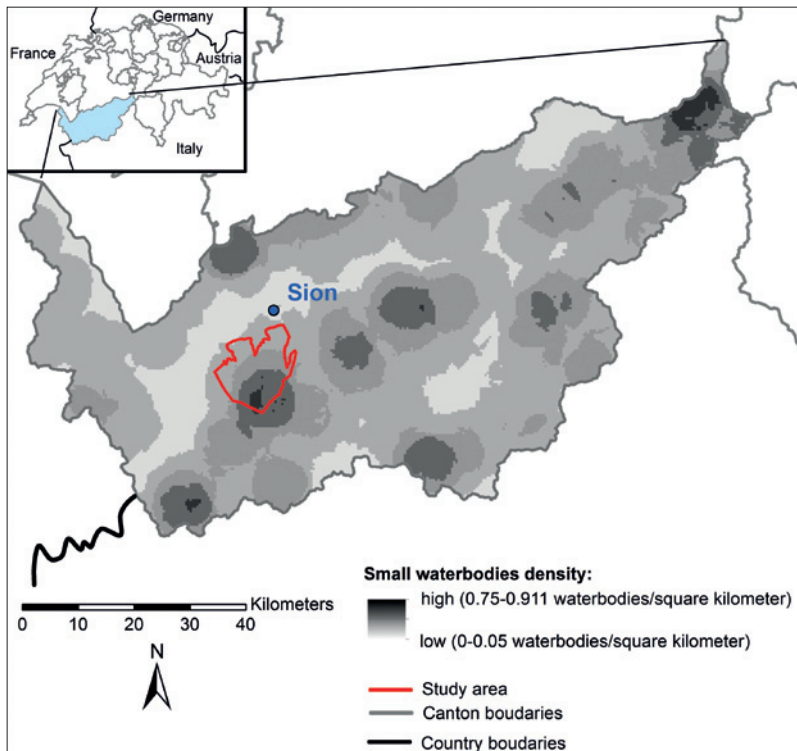 Germany
France
Austria
Italy
Sion
Small waterbodies density:
high (0.75-0.911 waterbodies/square kilometer)
low (0-0.05 waterbodies/square kilometer)
Kilometers
0 10 20 30 40
N
Study area
Canton boudaries
Country boudaries